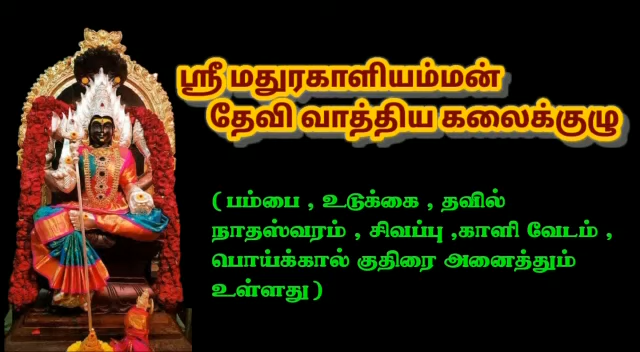 ஸ்ரீ மதுரகாளியம்மன்
தேவி வாத்திய கலைக்குழு
( பம்பை , உடுக்கை , தவில்
நாதஸ்வரம் , சிவப்பு ,காளி வேடம் ,
பொய்க்கால் குதிரை அனைத்தும்
உள்ளது )